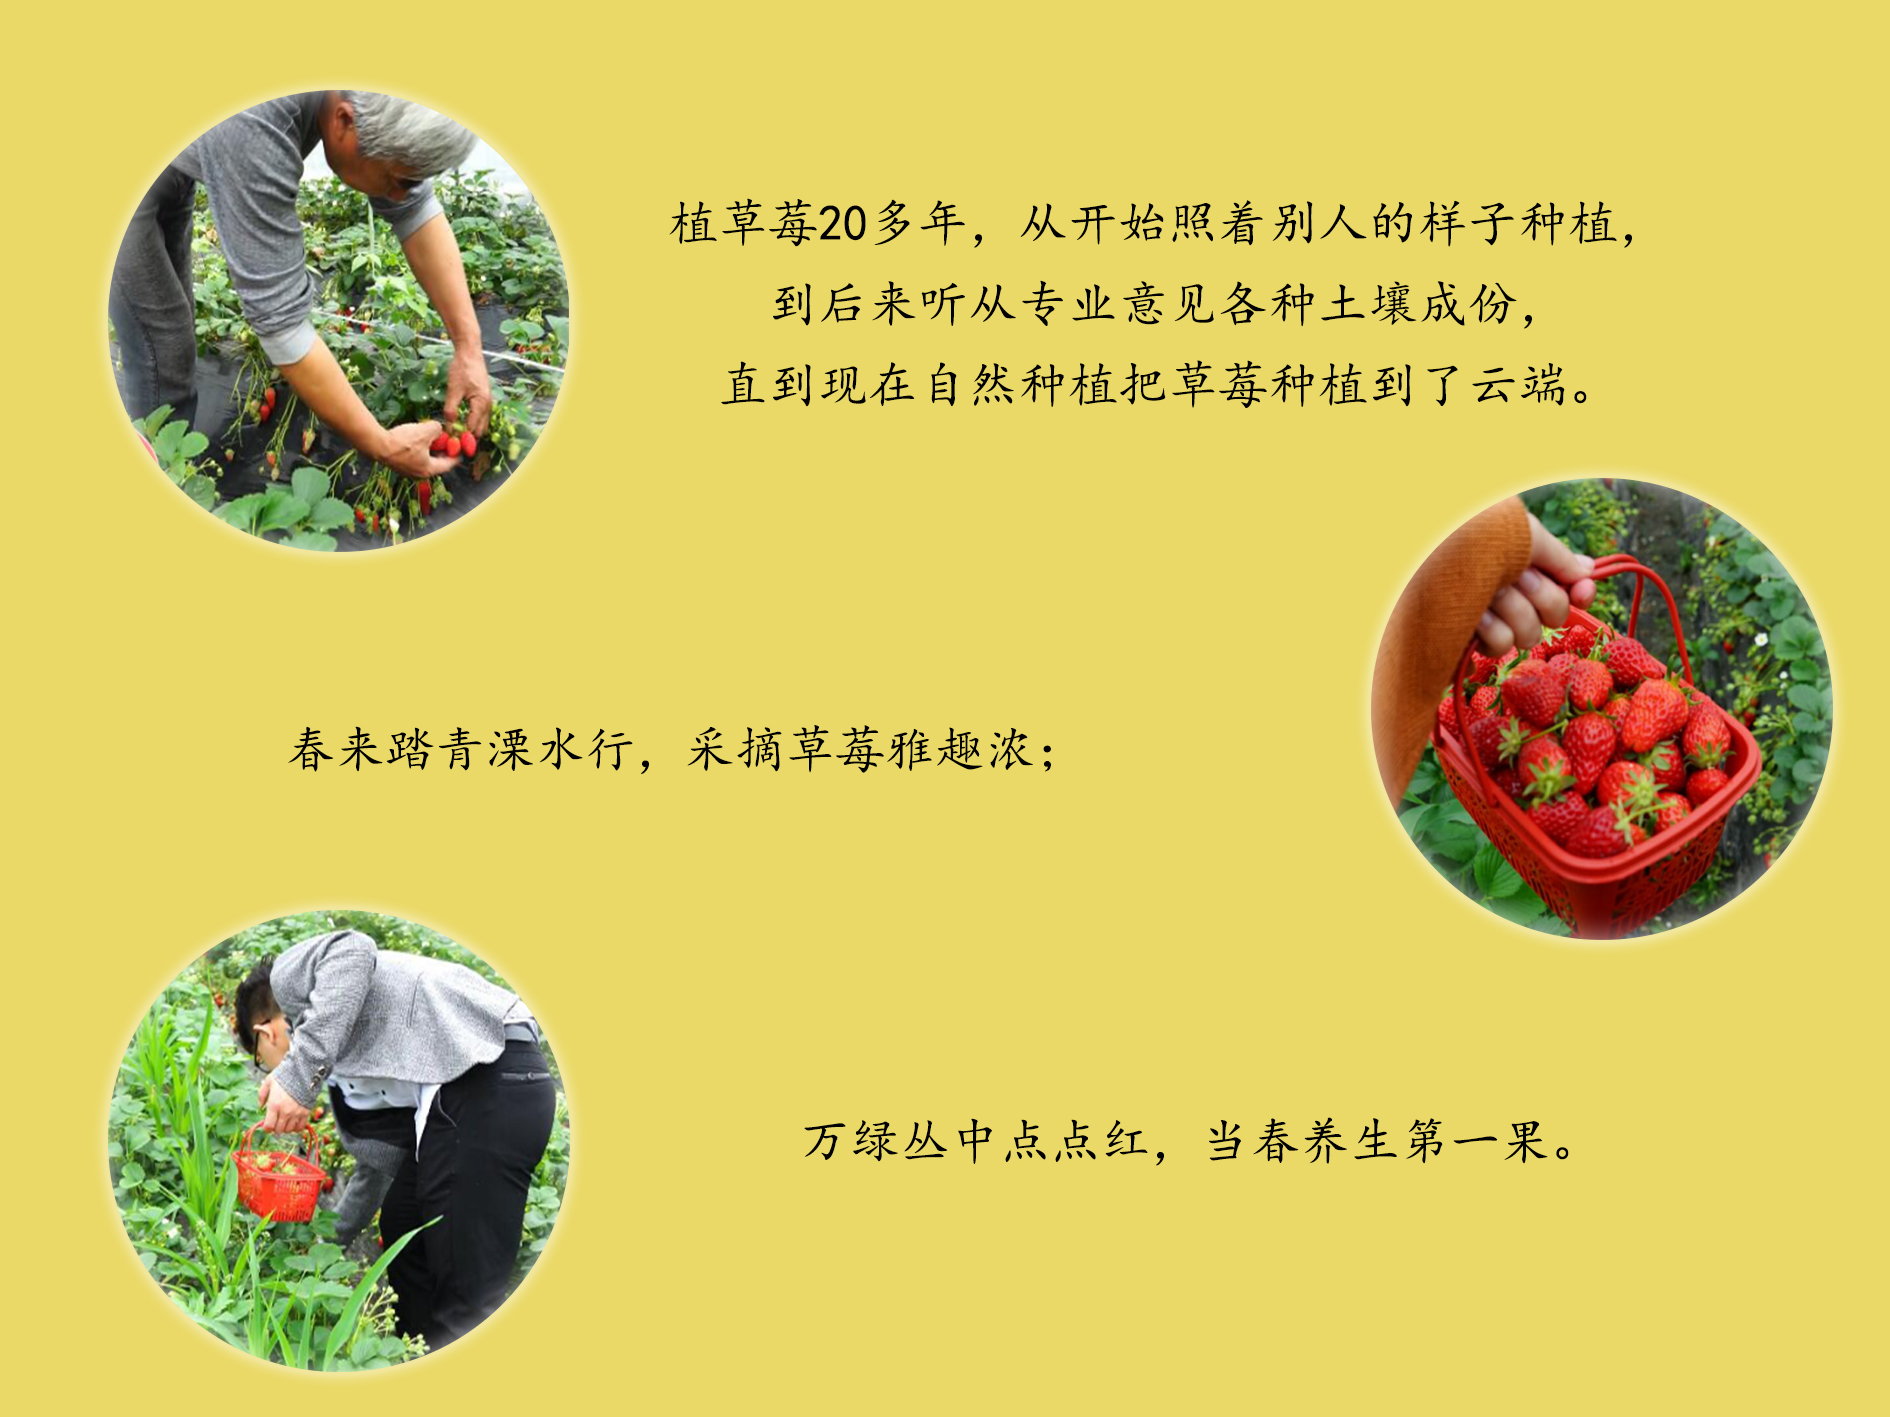 植草莓20多年，从开始照着别人的样子种植，
到后来听从专业意见各种土壤成份，
直到现在自然种植把草莓种植到了云端。
春来踏青溧水行，采摘草莓雅趣浓；
万绿丛中点点红，当春养生第一果。